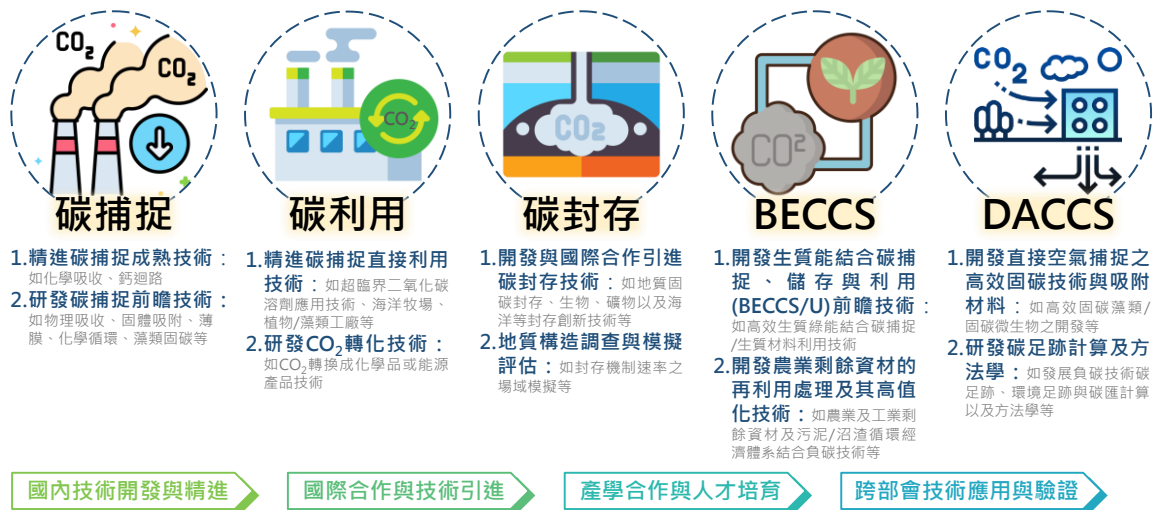 CO₂
CO₂
碳捕捉
1.精進碳捕捉成熟技術：
如化學吸收、鈣迴路
2.研發碳捕捉前瞻技術：
如物理吸收、固體吸附、薄
膜、化學循環、藻類固碳等
CO₂
碳利用
1.精進碳捕捉直接利用
技術：如超臨界二氧化碳
溶劑應用技術、海洋牧場、
植物/藻類工廠等
2.研發CO₂轉化技術：
如CO₂轉換成化學品或能源
產品技術
CO₂
碳封存
1.開發與國際合作引進
碳封存技術：如地質固
碳封存、生物、礦物以及海
洋等封存創新技術等
2.地質構造調查與模擬
評估：如封存機制速率之
場域模擬等
CO²
BECCS
1.開發生質能結合碳捕
捉、儲存與利用
(BECCS/U)前瞻技術：
如高效生質綠能結合碳捕捉
/生質材料利用技術
2.開發農業剩餘資材的
再利用處理及其高值
化技術：如農業及工業剩
餘資材及污泥/沼渣循環經
濟體系結合負碳技術等
CO₂
DACCS
1.開發直接空氣捕捉之
高效固碳技術與吸附
材料：如高效固碳藻類/
固碳微生物之開發等
2.研發碳足跡計算及方
法學：如發展負碳技術碳
足跡、環境足跡與碳匯計算
以及方法學等
國內技術開發與精進
國際合作與技術引進
產學合作與人才培育
跨部會技術應用與驗證